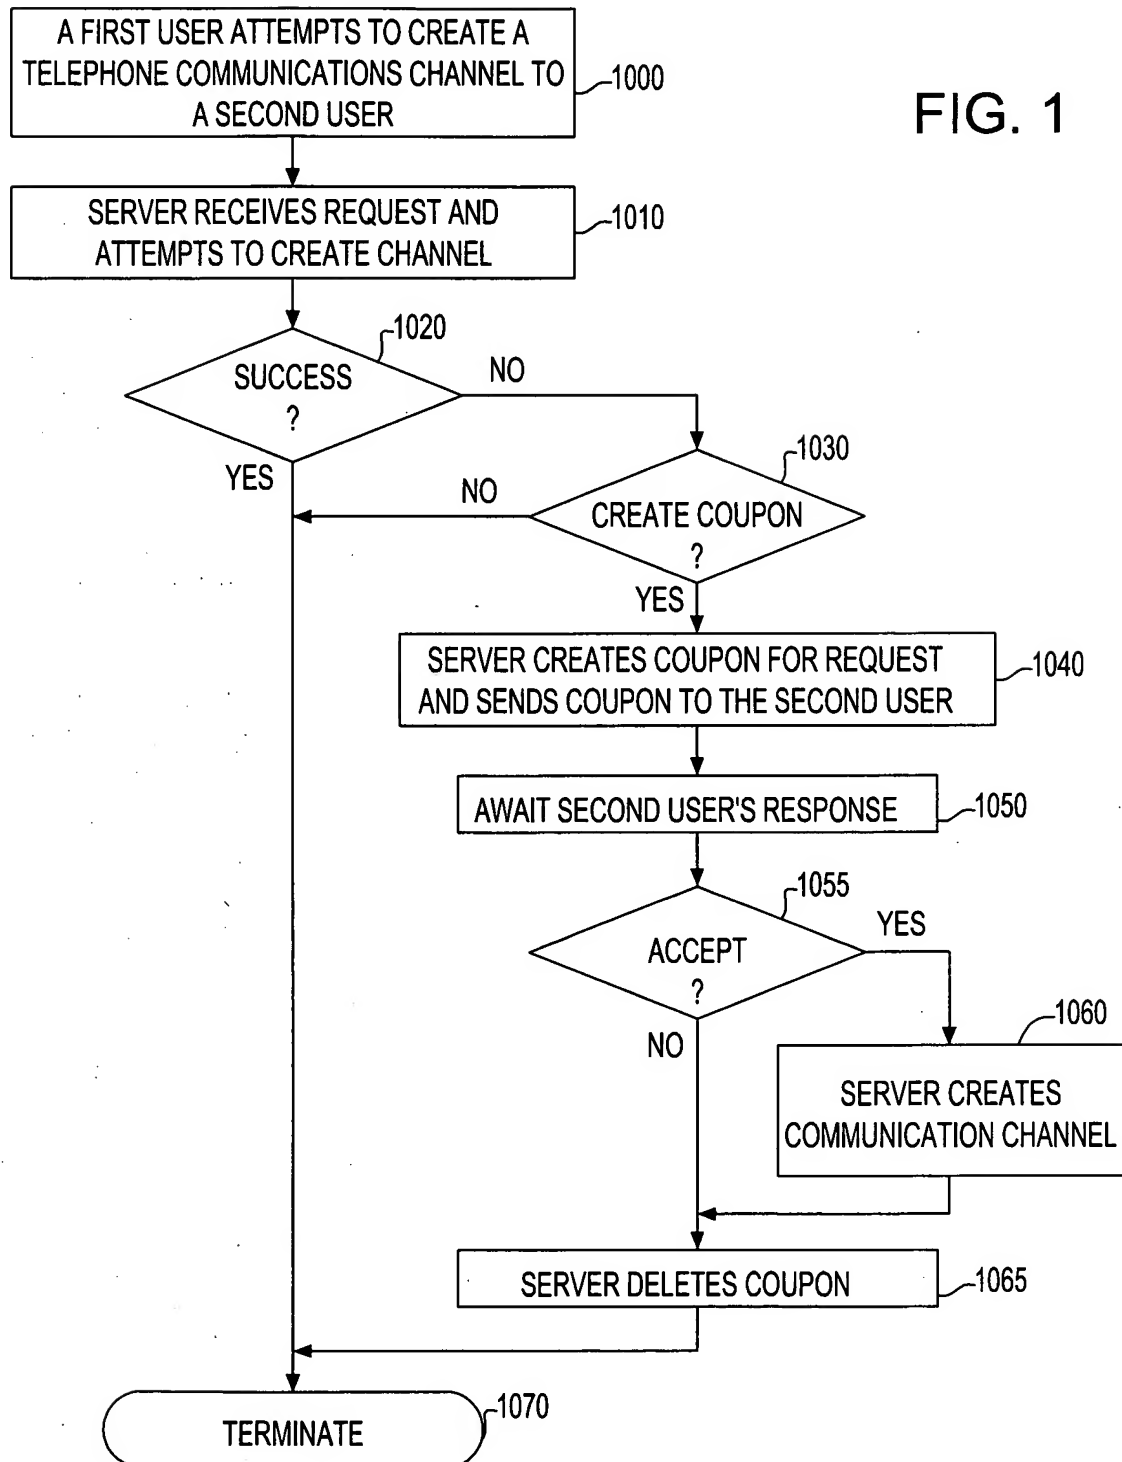 A FIRST USER ATTEMPTS TO CREATE A
TELEPHONE COMMUNICATIONS CHANNEL TO
A SECOND USER
1000
FIG. 1
SERVER RECEIVES REQUEST AND
ATTEMPTS TO CREATE CHANNEL
1010
1020
SUCCESS
?
NO
YES
1030
NO
CREATE COUPON
?
YES
SERVER CREATES COUPON FOR REQUEST
AND SENDS COUPON TO THE SECOND USER
1040
AWAIT SECOND USER'S RESPONSE
1050
1055
ACCEPT
?
YES
NO
1060
SERVER CREATES
COMMUNICATION CHANNEL
SERVER DELETES COUPON
1065
TERMINATE
1070